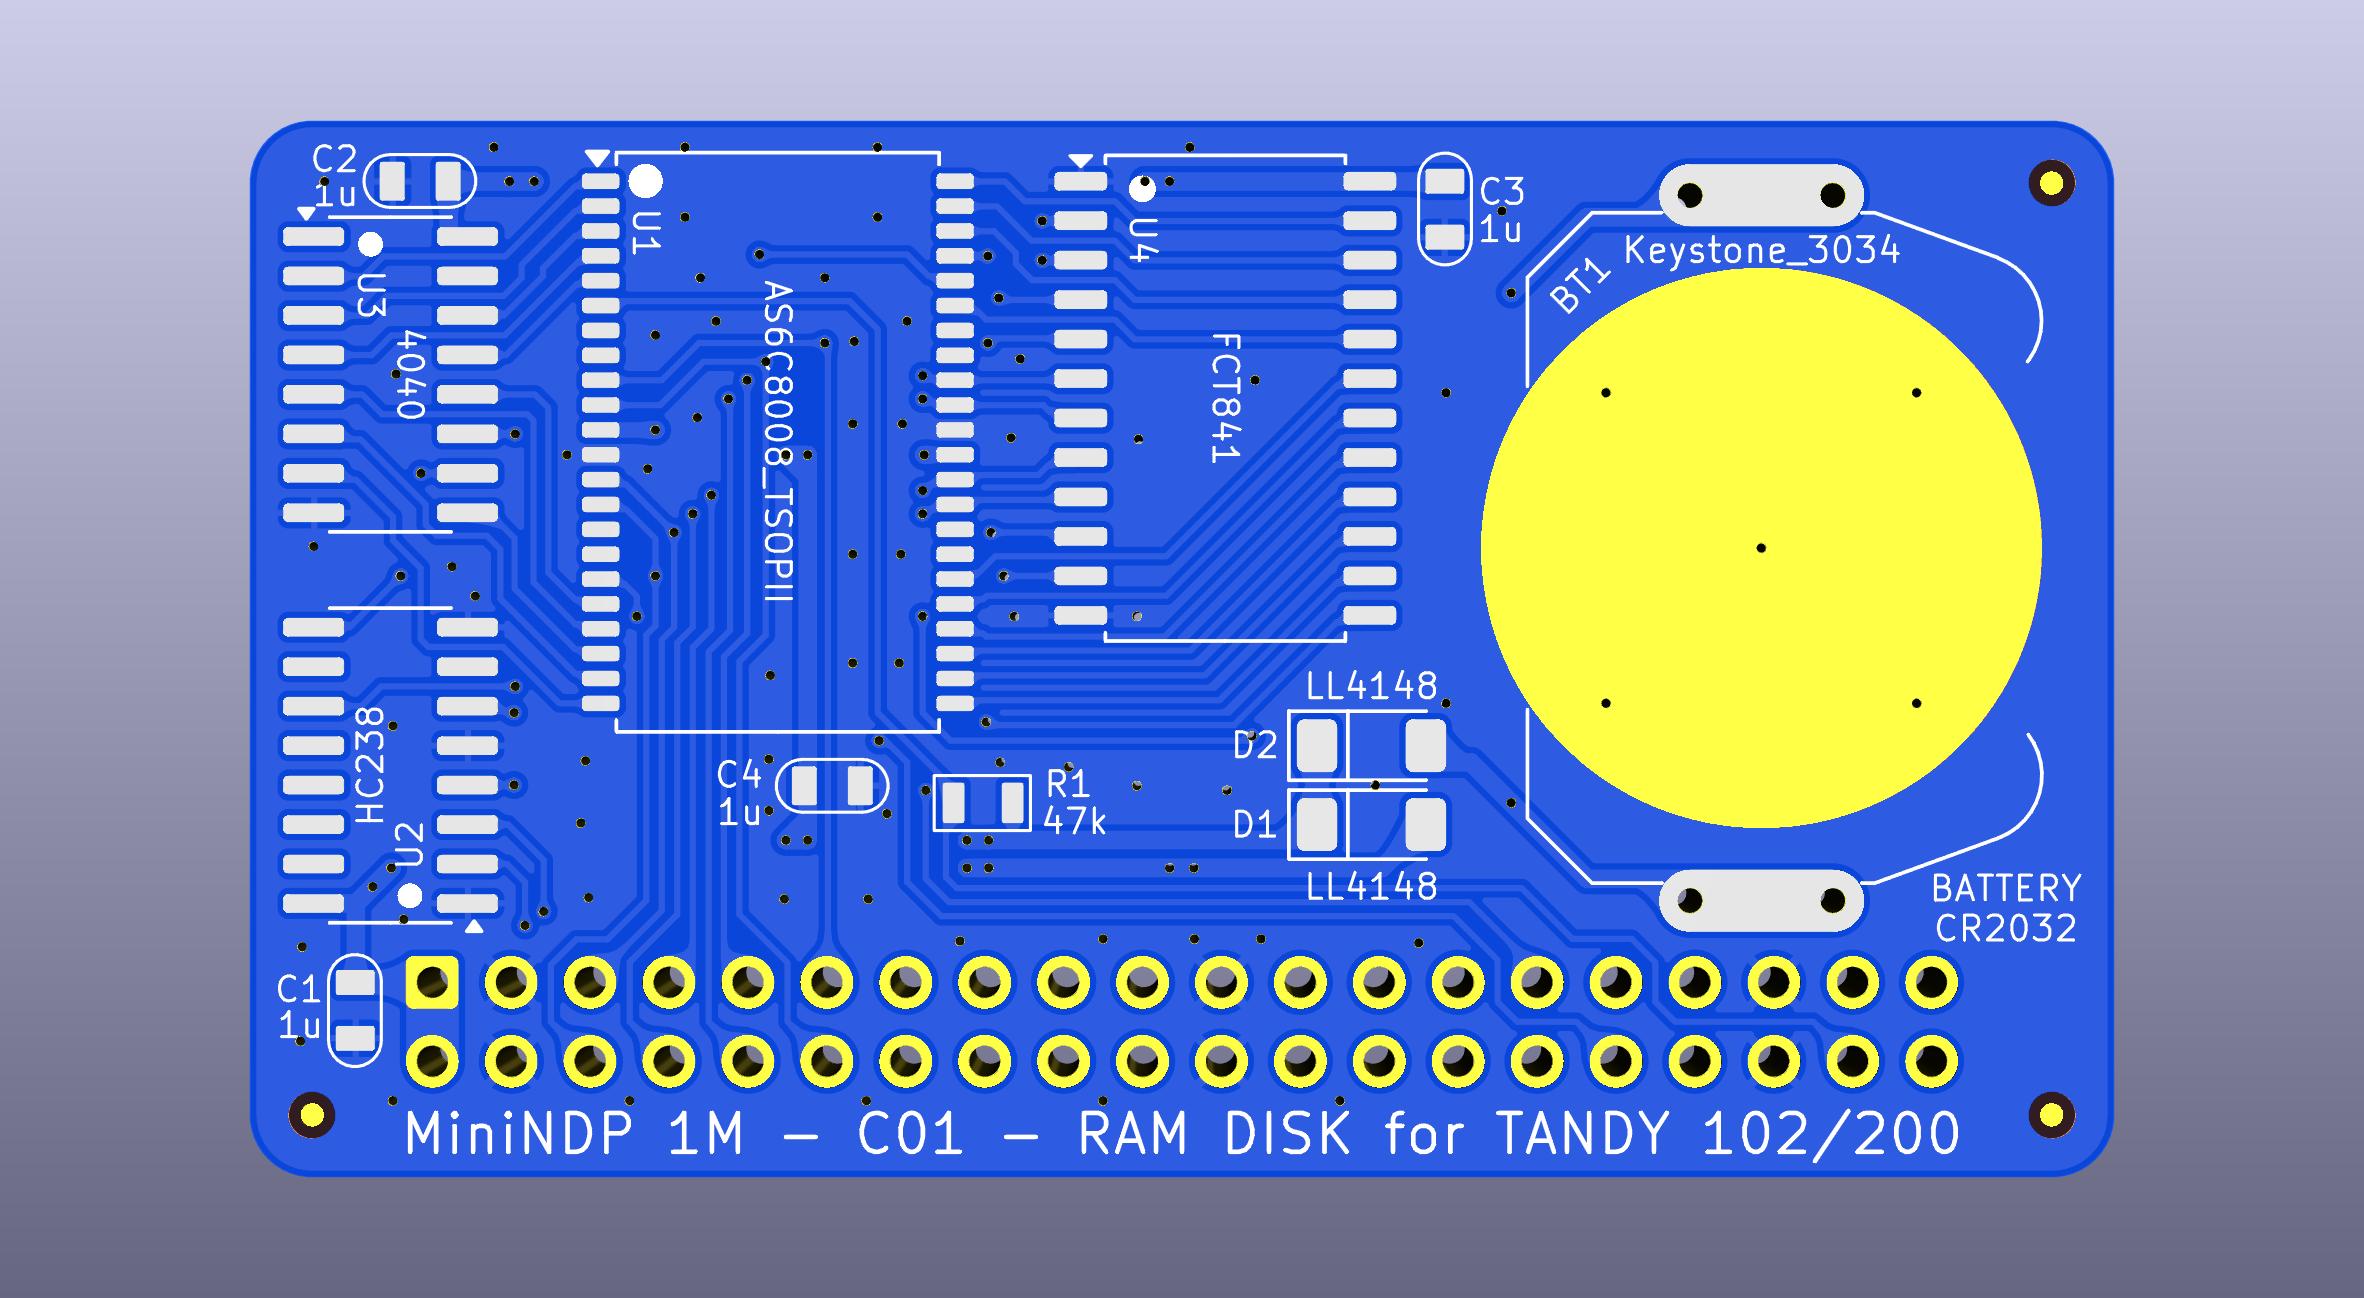 C2
1u
U3
4040
U1
AS6C8008_TSOPII
U4
FCT841
C3
1u
Keystone_3034
BT1
HC238
U2
C4
1u
R1
47k
LL4148
D2
D1
LL4148
BATTERY
CR2032
C1
1u
MiniNDP 1M – C01 – RAM DISK for TANDY 102/200